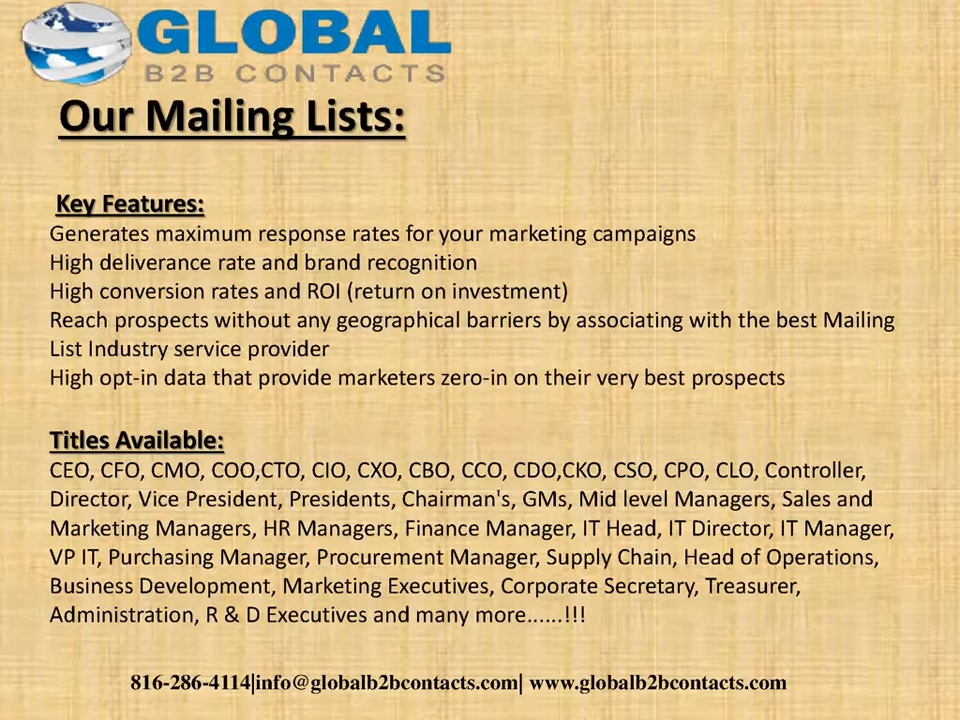 GLOBAL
B2B CONTACTS
Our Mailing Lists:
Key Features:
Generates maximum response rates for your marketing campaigns
High deliverance rate and brand recognition
High conversion rates and ROI (return on investment)
Reach prospects without any geographical barriers by associating with the best Mailing
List Industry service provider
High opt-in data that provide marketers zero-in on their very best prospects
Titles Available:
CEO, CFO, CMO, COO,CTO, CIO, CXO, CBO, CCO, CDO,CKO, CSO, CPO, CLO, Controller,
Director, Vice President, Presidents, Chairman's, GMs, Mid level Managers, Sales and
Marketing Managers, HR Managers, Finance Manager, IT Head, IT Director, IT Manager,
VP IT, Purchasing Manager, Procurement Manager, Supply Chain, Head of Operations,
Business Development, Marketing Executives, Corporate Secretary, Treasurer,
Administration, R & D Executives and many more......!!!
816-286-4114|info@globalb2bcontacts.com| www.globalb2bcontacts.com